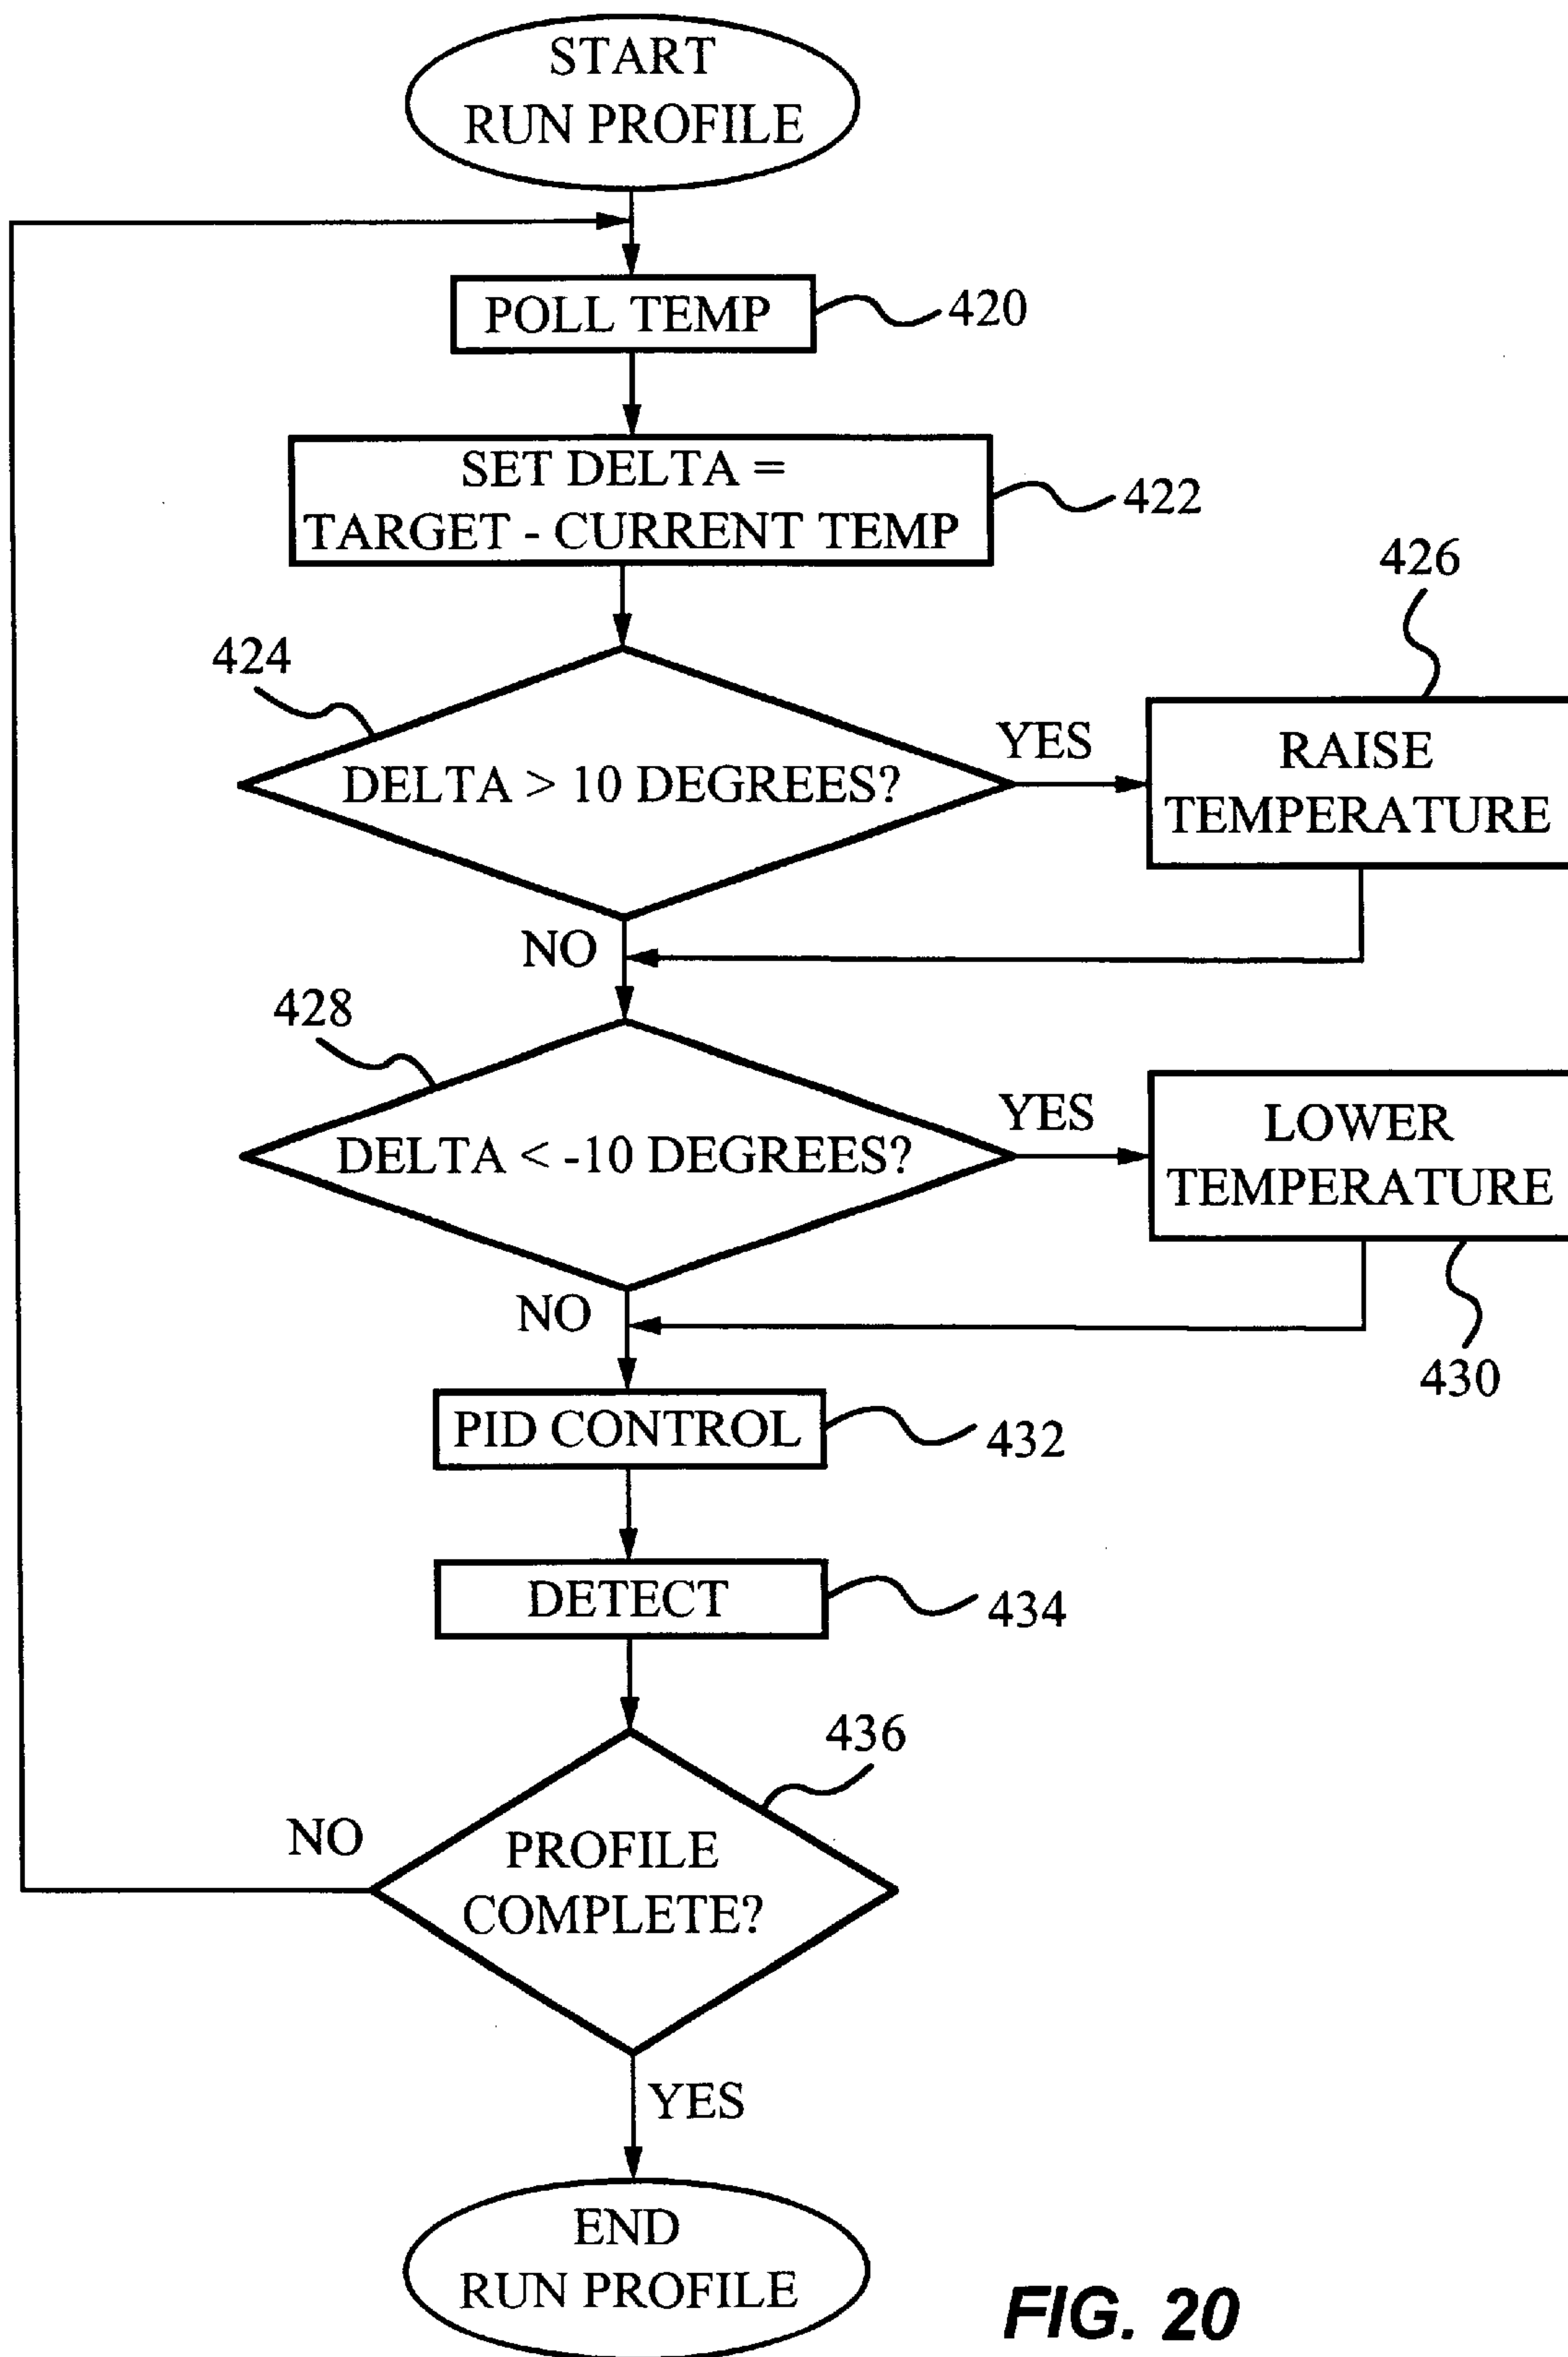 START
RUN PROFILE
POLL TEMP
420
SET DELTA =
TARGET - CURRENT TEMP
422
424
DELTA > 10 DEGREES?
YES
426
RAISE
TEMPERATURE
NO
428
DELTA < -10 DEGREES?
YES
LOWER
TEMPERATURE
430
NO
PID CONTROL
432
DETECT
434
436
PROFILE
COMPLETE?
NO
YES
END
RUN PROFILE
FIG. 20